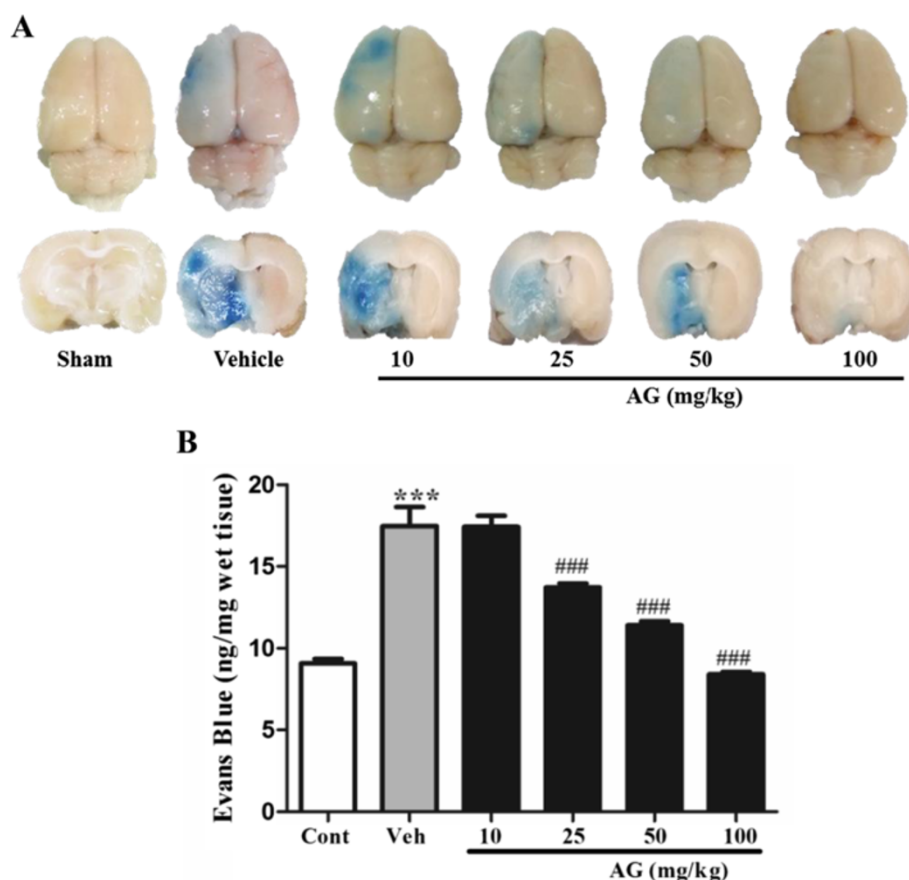 A
Sham Vehicle 10 25 50 100
AG (mg/kg)
B
Evans Blue (ng/mg wet tisue)
20
15
10
5
0
***
###
###
###
Cont Veh 10 25 50 100
AG (mg/kg)